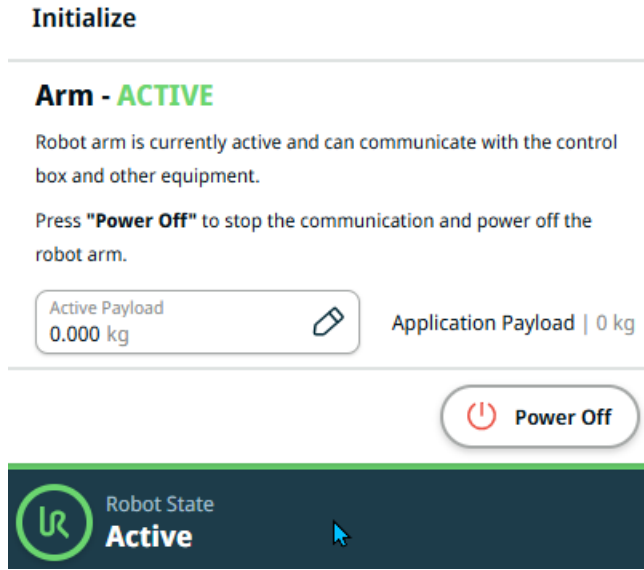 Initialize
Arm - ACTIVE
Robot arm is currently active and can communicate with the control
box and other equipment.
Press "Power Off" to stop the communication and power off the
robot arm.
Active Payload
0.000 kg
Application Payload | 0 kg
Power Off
UR
Robot State
Active